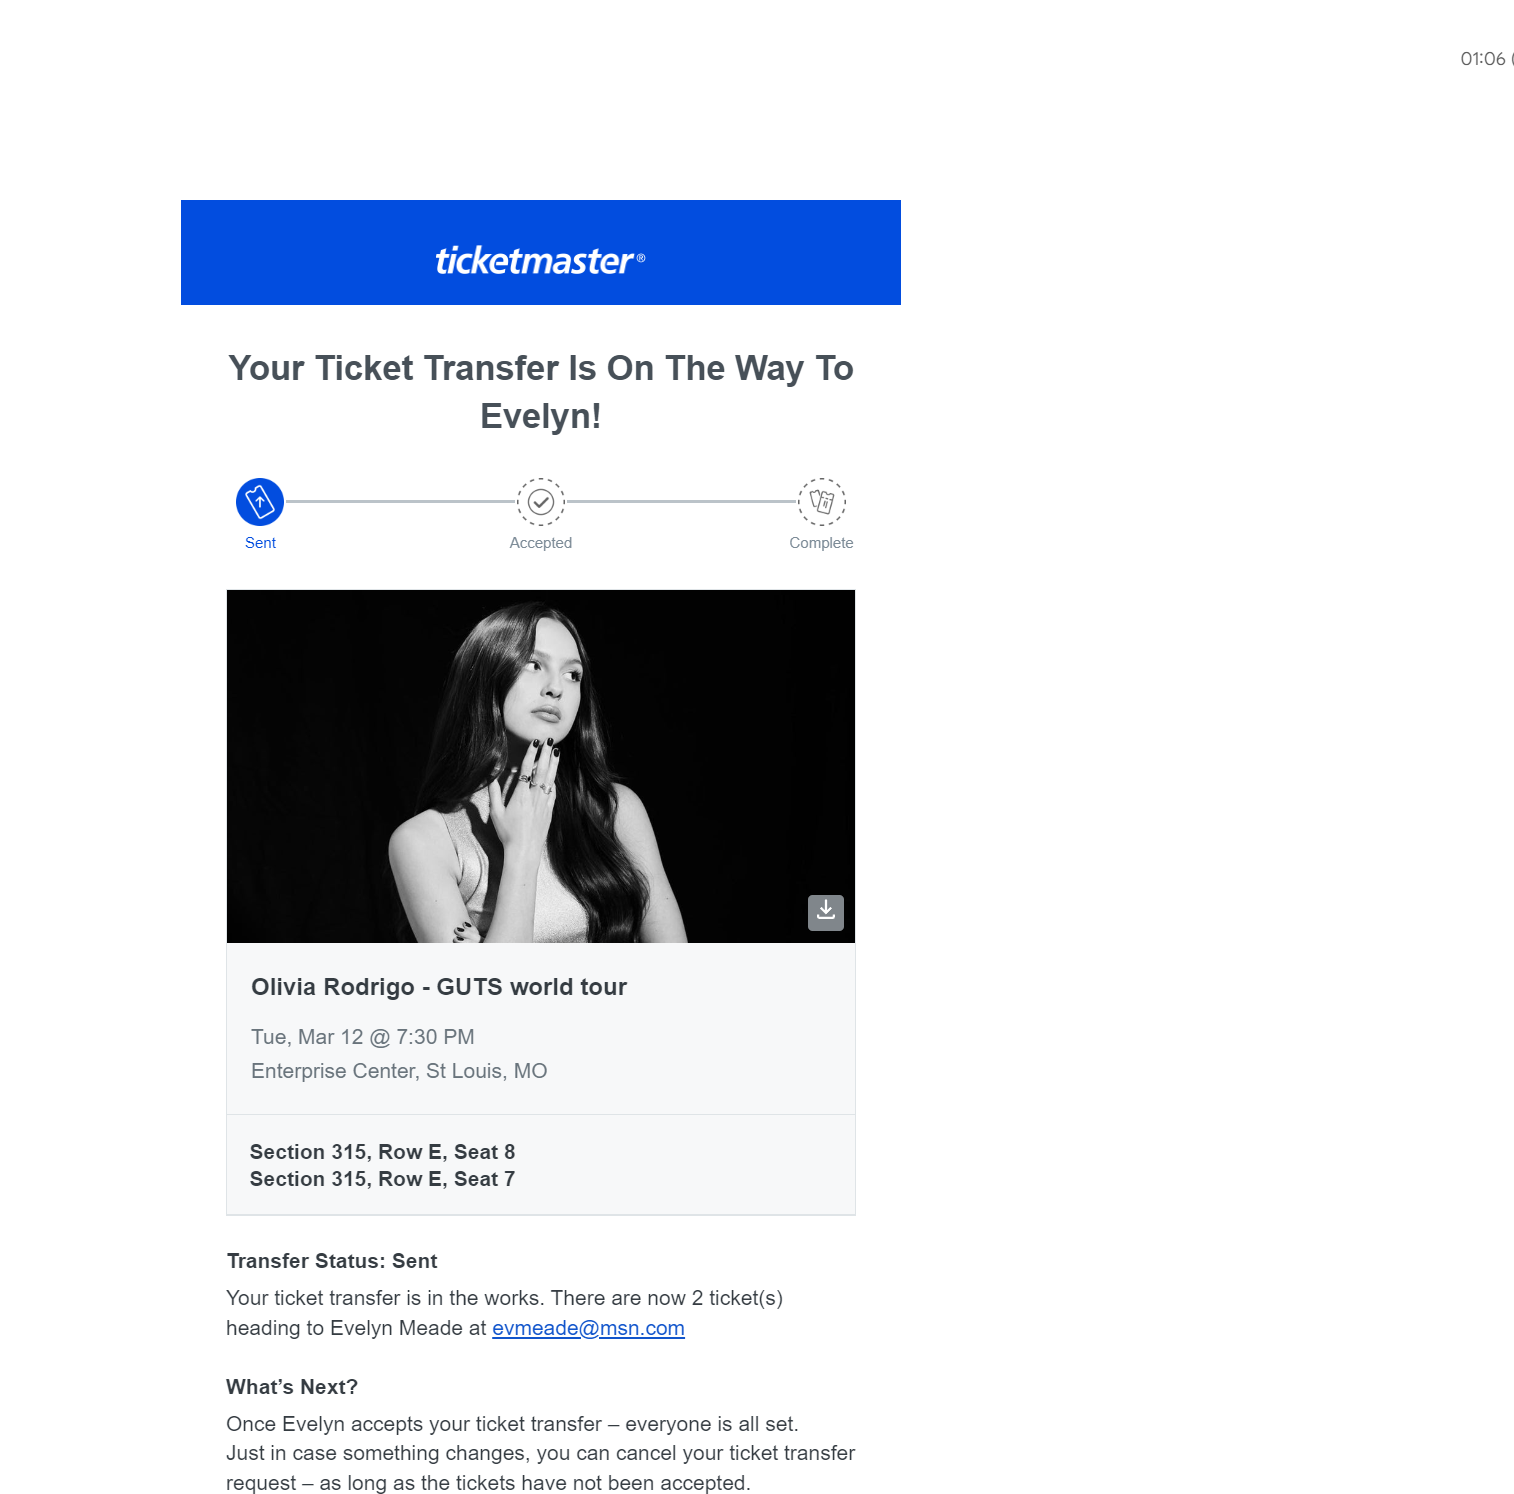 01:06 (
ticketmaster®
Your Ticket Transfer Is On The Way To
Evelyn!
Sent
Accepted
Complete
Olivia Rodrigo - GUTS world tour
Tue, Mar 12 @ 7:30 PM
Enterprise Center, St Louis, MO
Section 315, Row E, Seat 8
Section 315, Row E, Seat 7
Transfer Status: Sent
Your ticket transfer is in the works. There are now 2 ticket(s)
heading to Evelyn Meade at evmeade@msn.com
What’s Next?
Once Evelyn accepts your ticket transfer – everyone is all set.
Just in case something changes, you can cancel your ticket transfer
request – as long as the tickets have not been accepted.